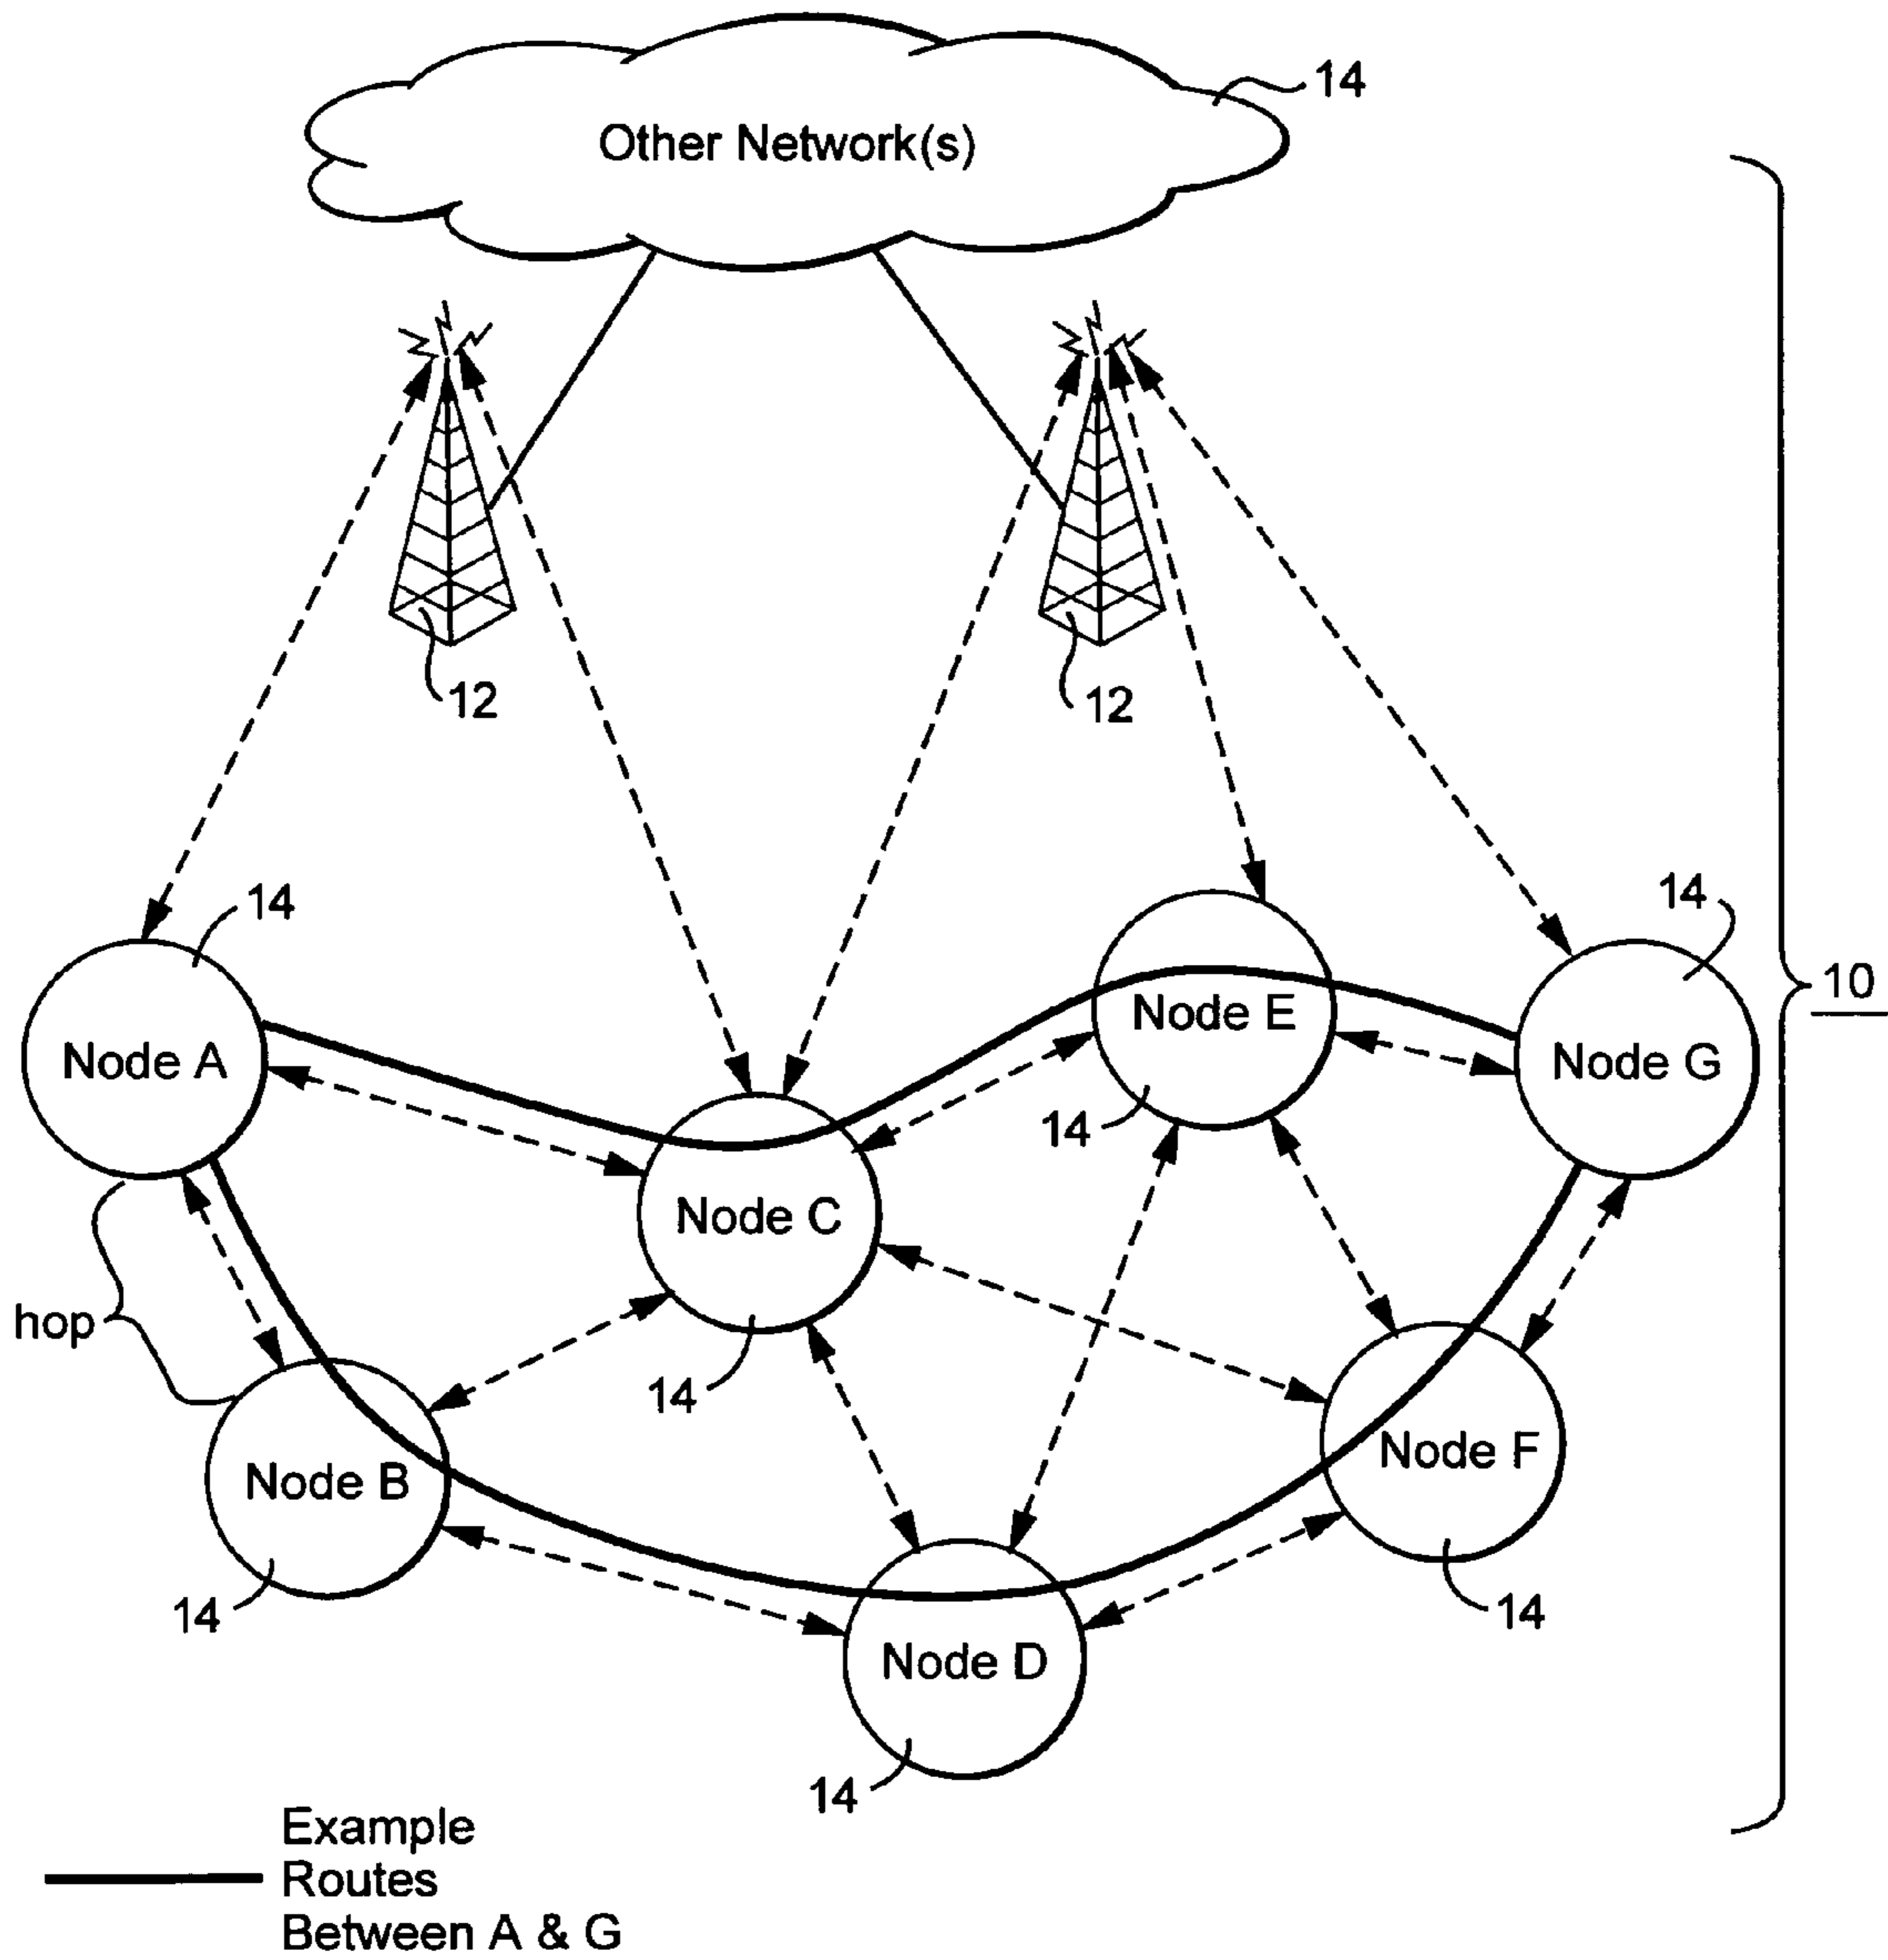 14
Other Network(s)
12
12
14
14
10
Node E
Node A
Node G
14
Node C
hop
14
Node F
Node B
14
14
Node D
14
Example
Routes
Between A & G